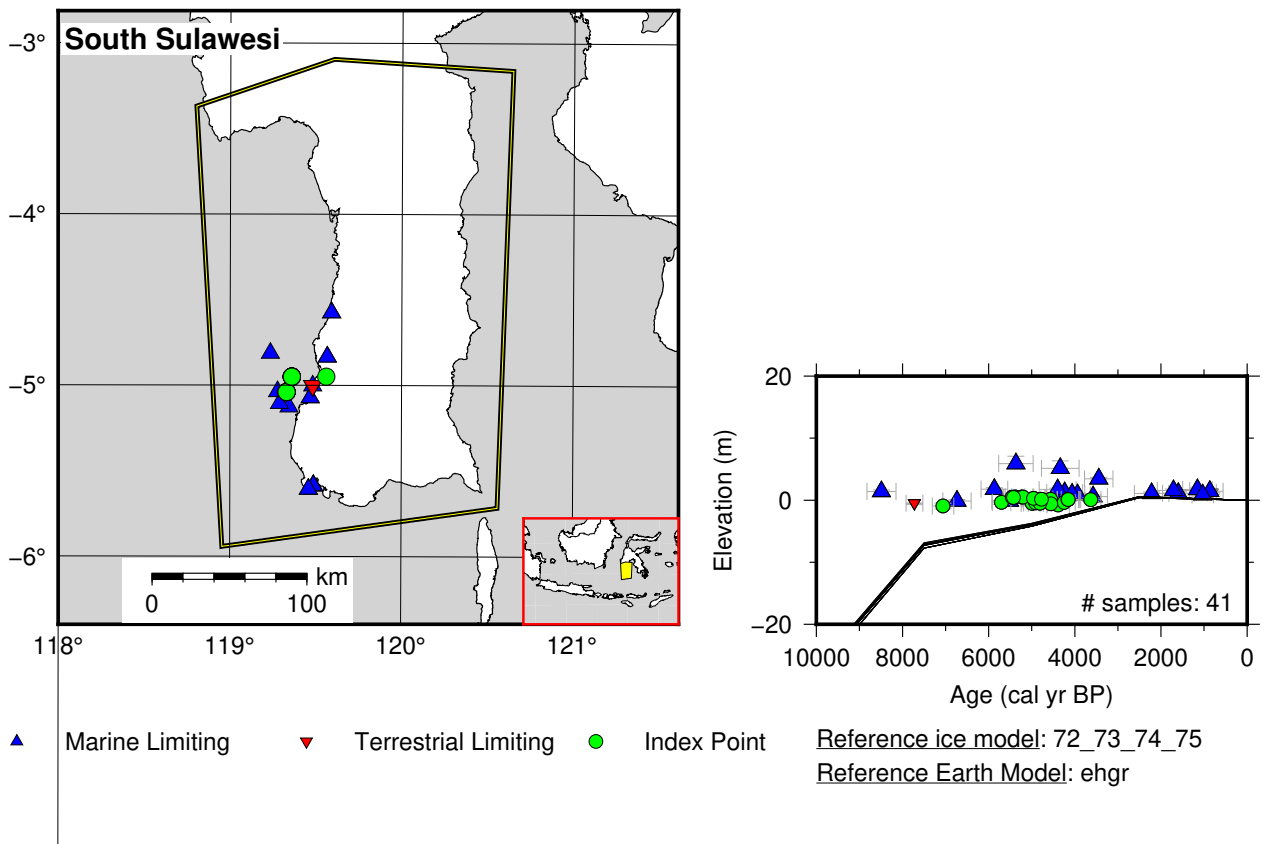 South Sulawesi
−3°
−4°
−5°
−6°
km
0 100
118° 119° 120° 121°
20
0
−20
Elevation (m)
# samples: 41
10000 8000 6000 4000 2000 0
Age (cal yr BP)
Marine Limiting Terrestrial Limiting Index Point
Reference ice model: 72_73_74_75
Reference Earth Model: ehgr